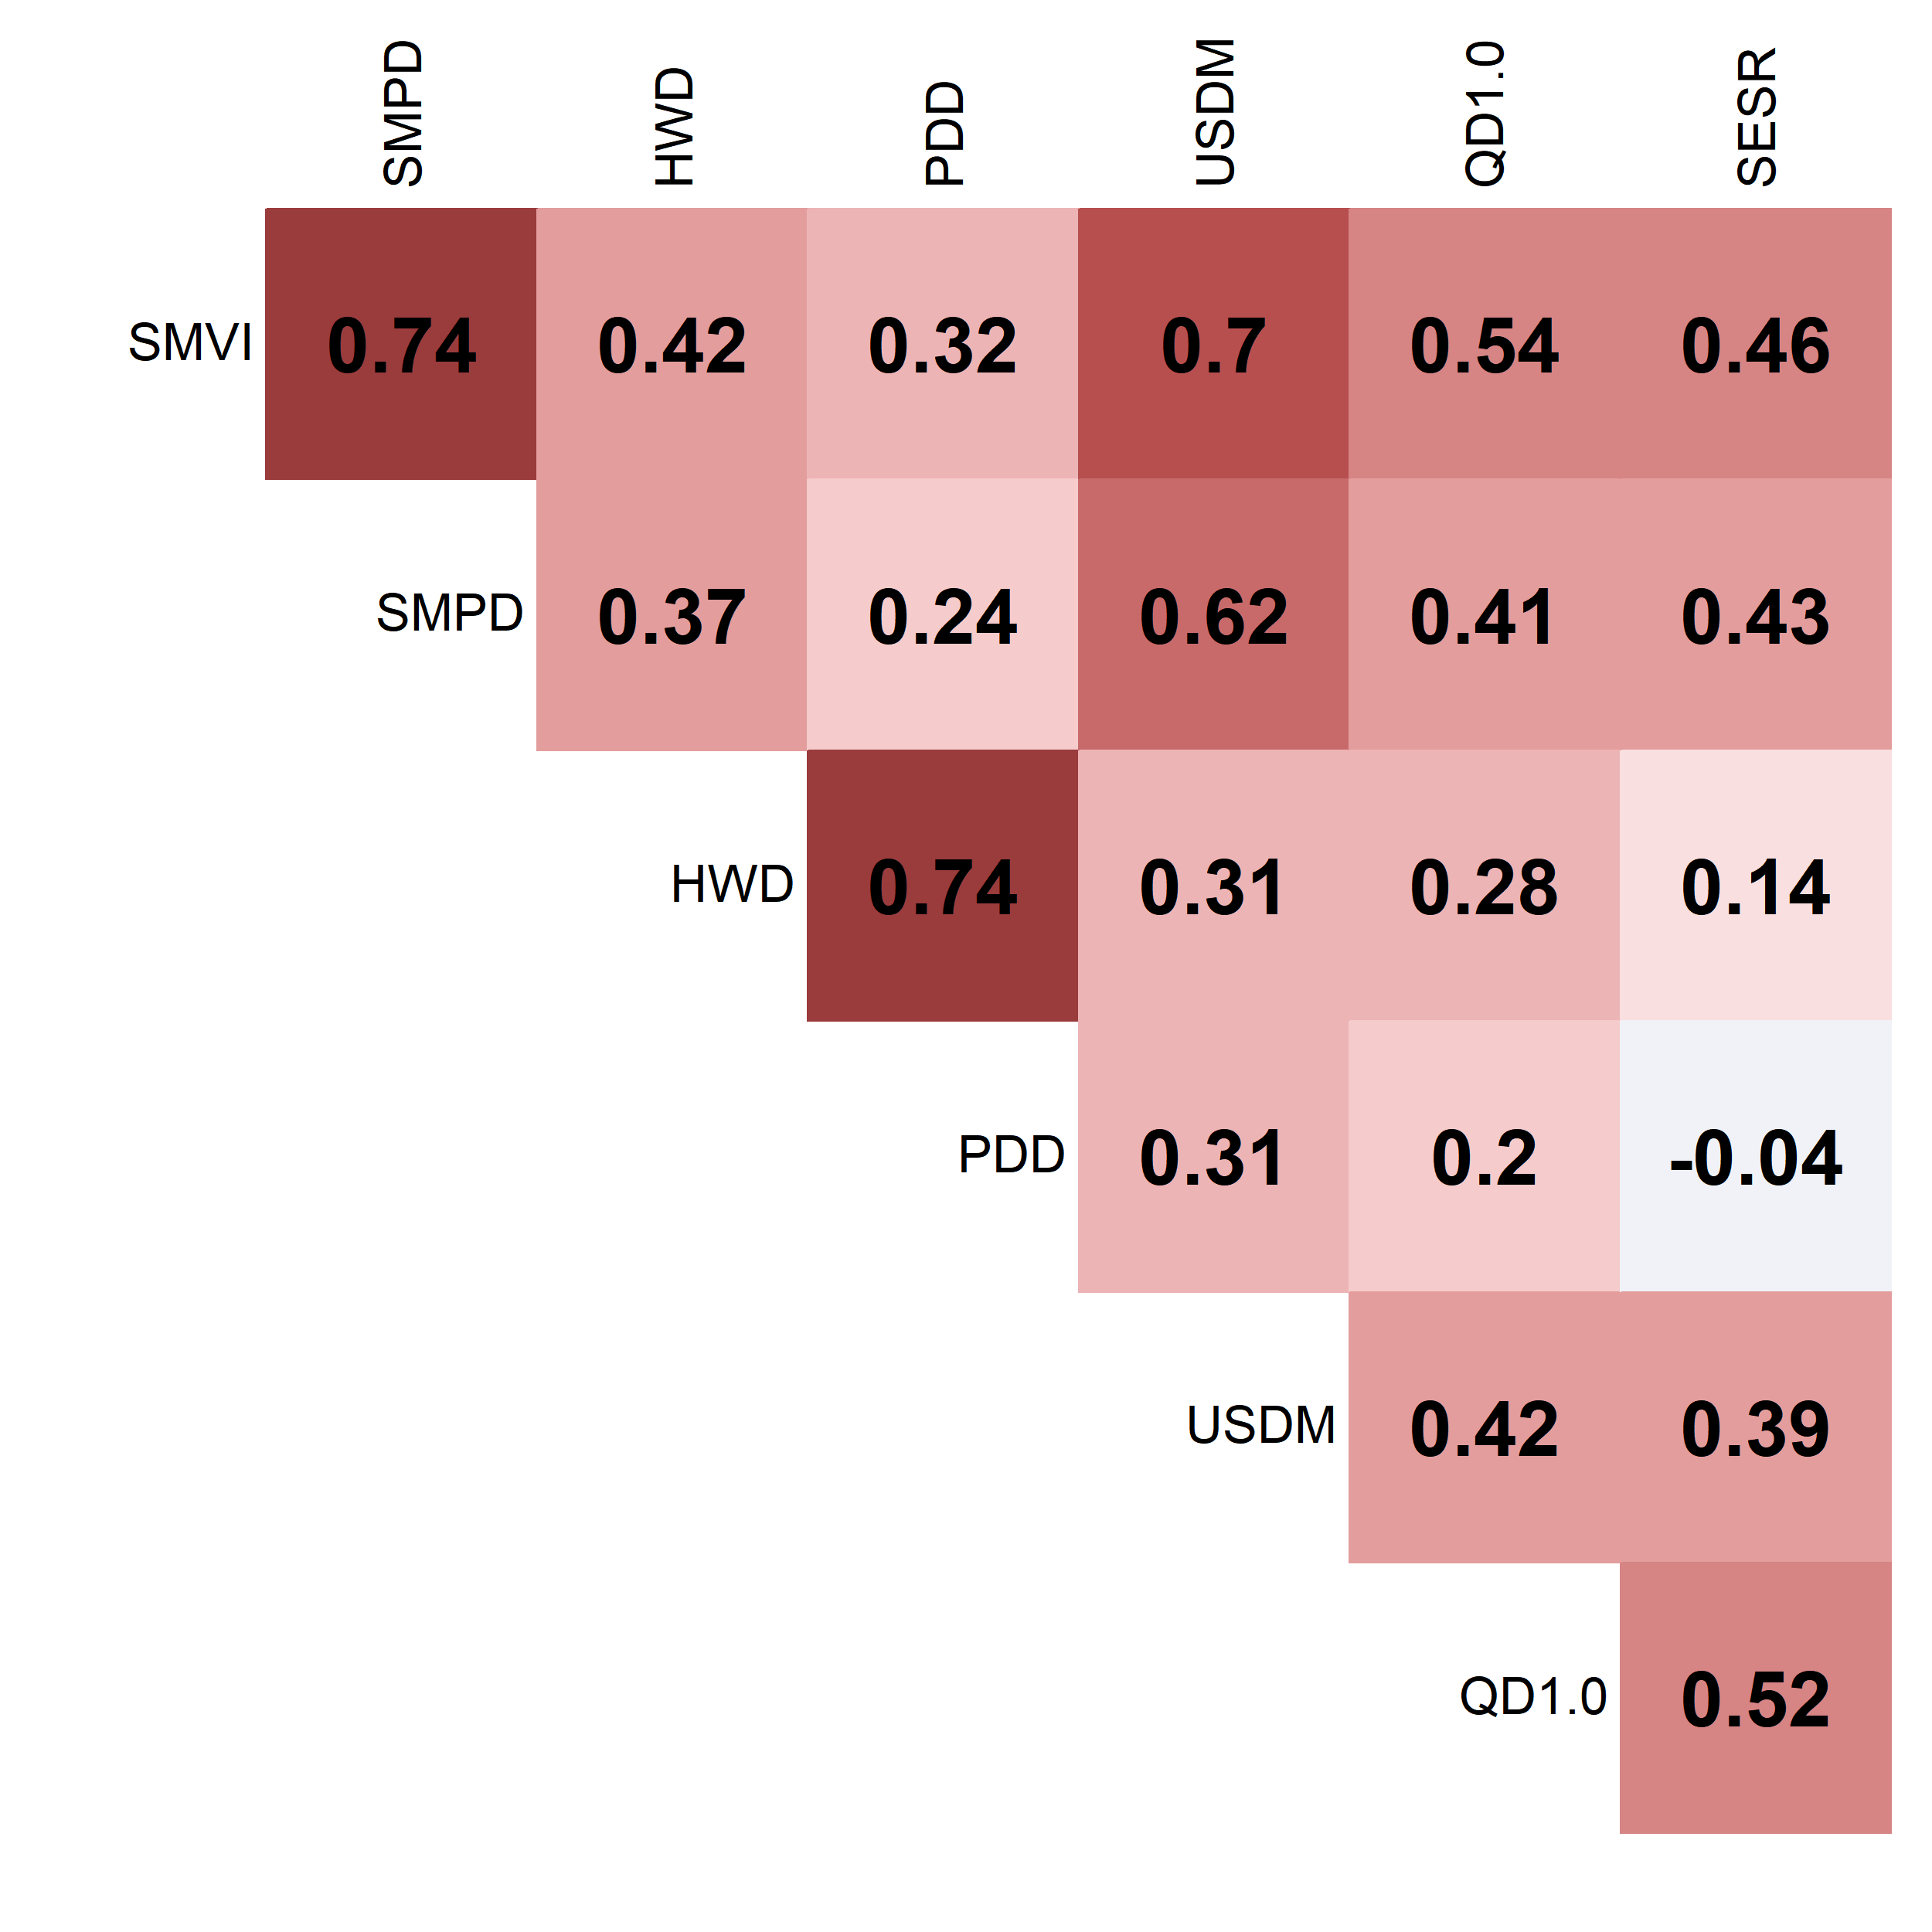 SMPD HWD PDD USDM QD1.0 SESR
SMVI 0.74 0.42 0.32 0.7 0.54 0.46
SMPD 0.37 0.24 0.62 0.41 0.43
HWD 0.74 0.31 0.28 0.14
PDD 0.31 0.2 -0.04
USDM 0.42 0.39
QD1.0 0.52